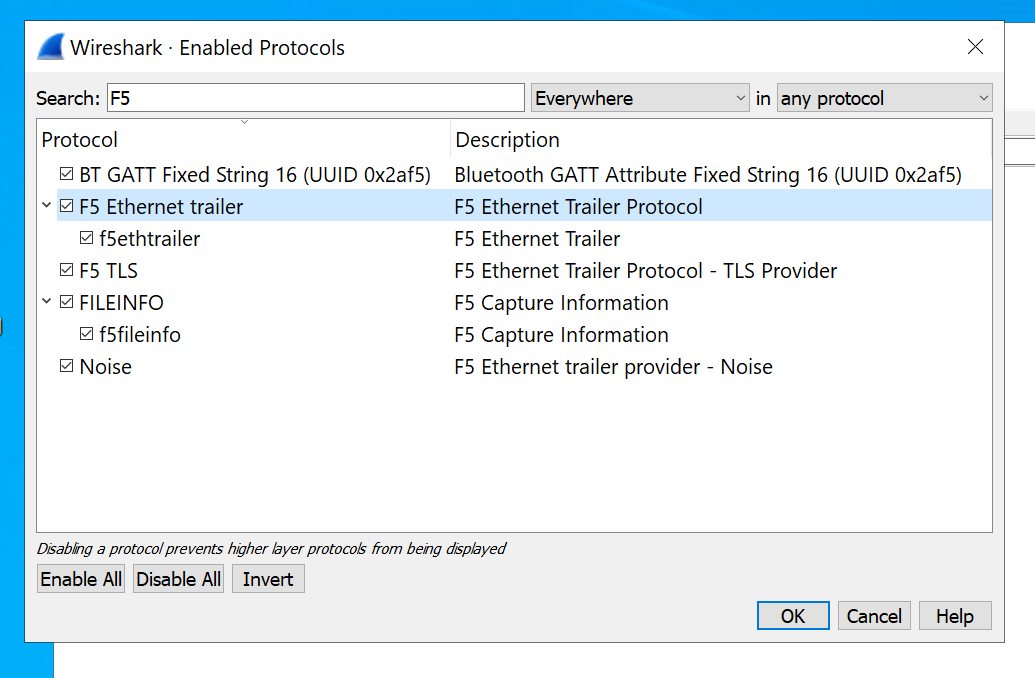 Wireshark · Enabled Protocols
Search: F5 Everywhere in any protocol
Protocol Description
BT GATT Fixed String 16 (UUID 0x2af5) Bluetooth GATT Attribute Fixed String 16 (UUID 0x2af5)
F5 Ethernet trailer F5 Ethernet Trailer Protocol
f5ethtrailer F5 Ethernet Trailer
F5 TLS F5 Ethernet Trailer Protocol - TLS Provider
FILEINFO F5 Capture Information
f5fileinfo F5 Capture Information
Noise F5 Ethernet trailer provider - Noise
Disabling a protocol prevents higher layer protocols from being displayed
Enable All Disable All Invert
OK Cancel Help